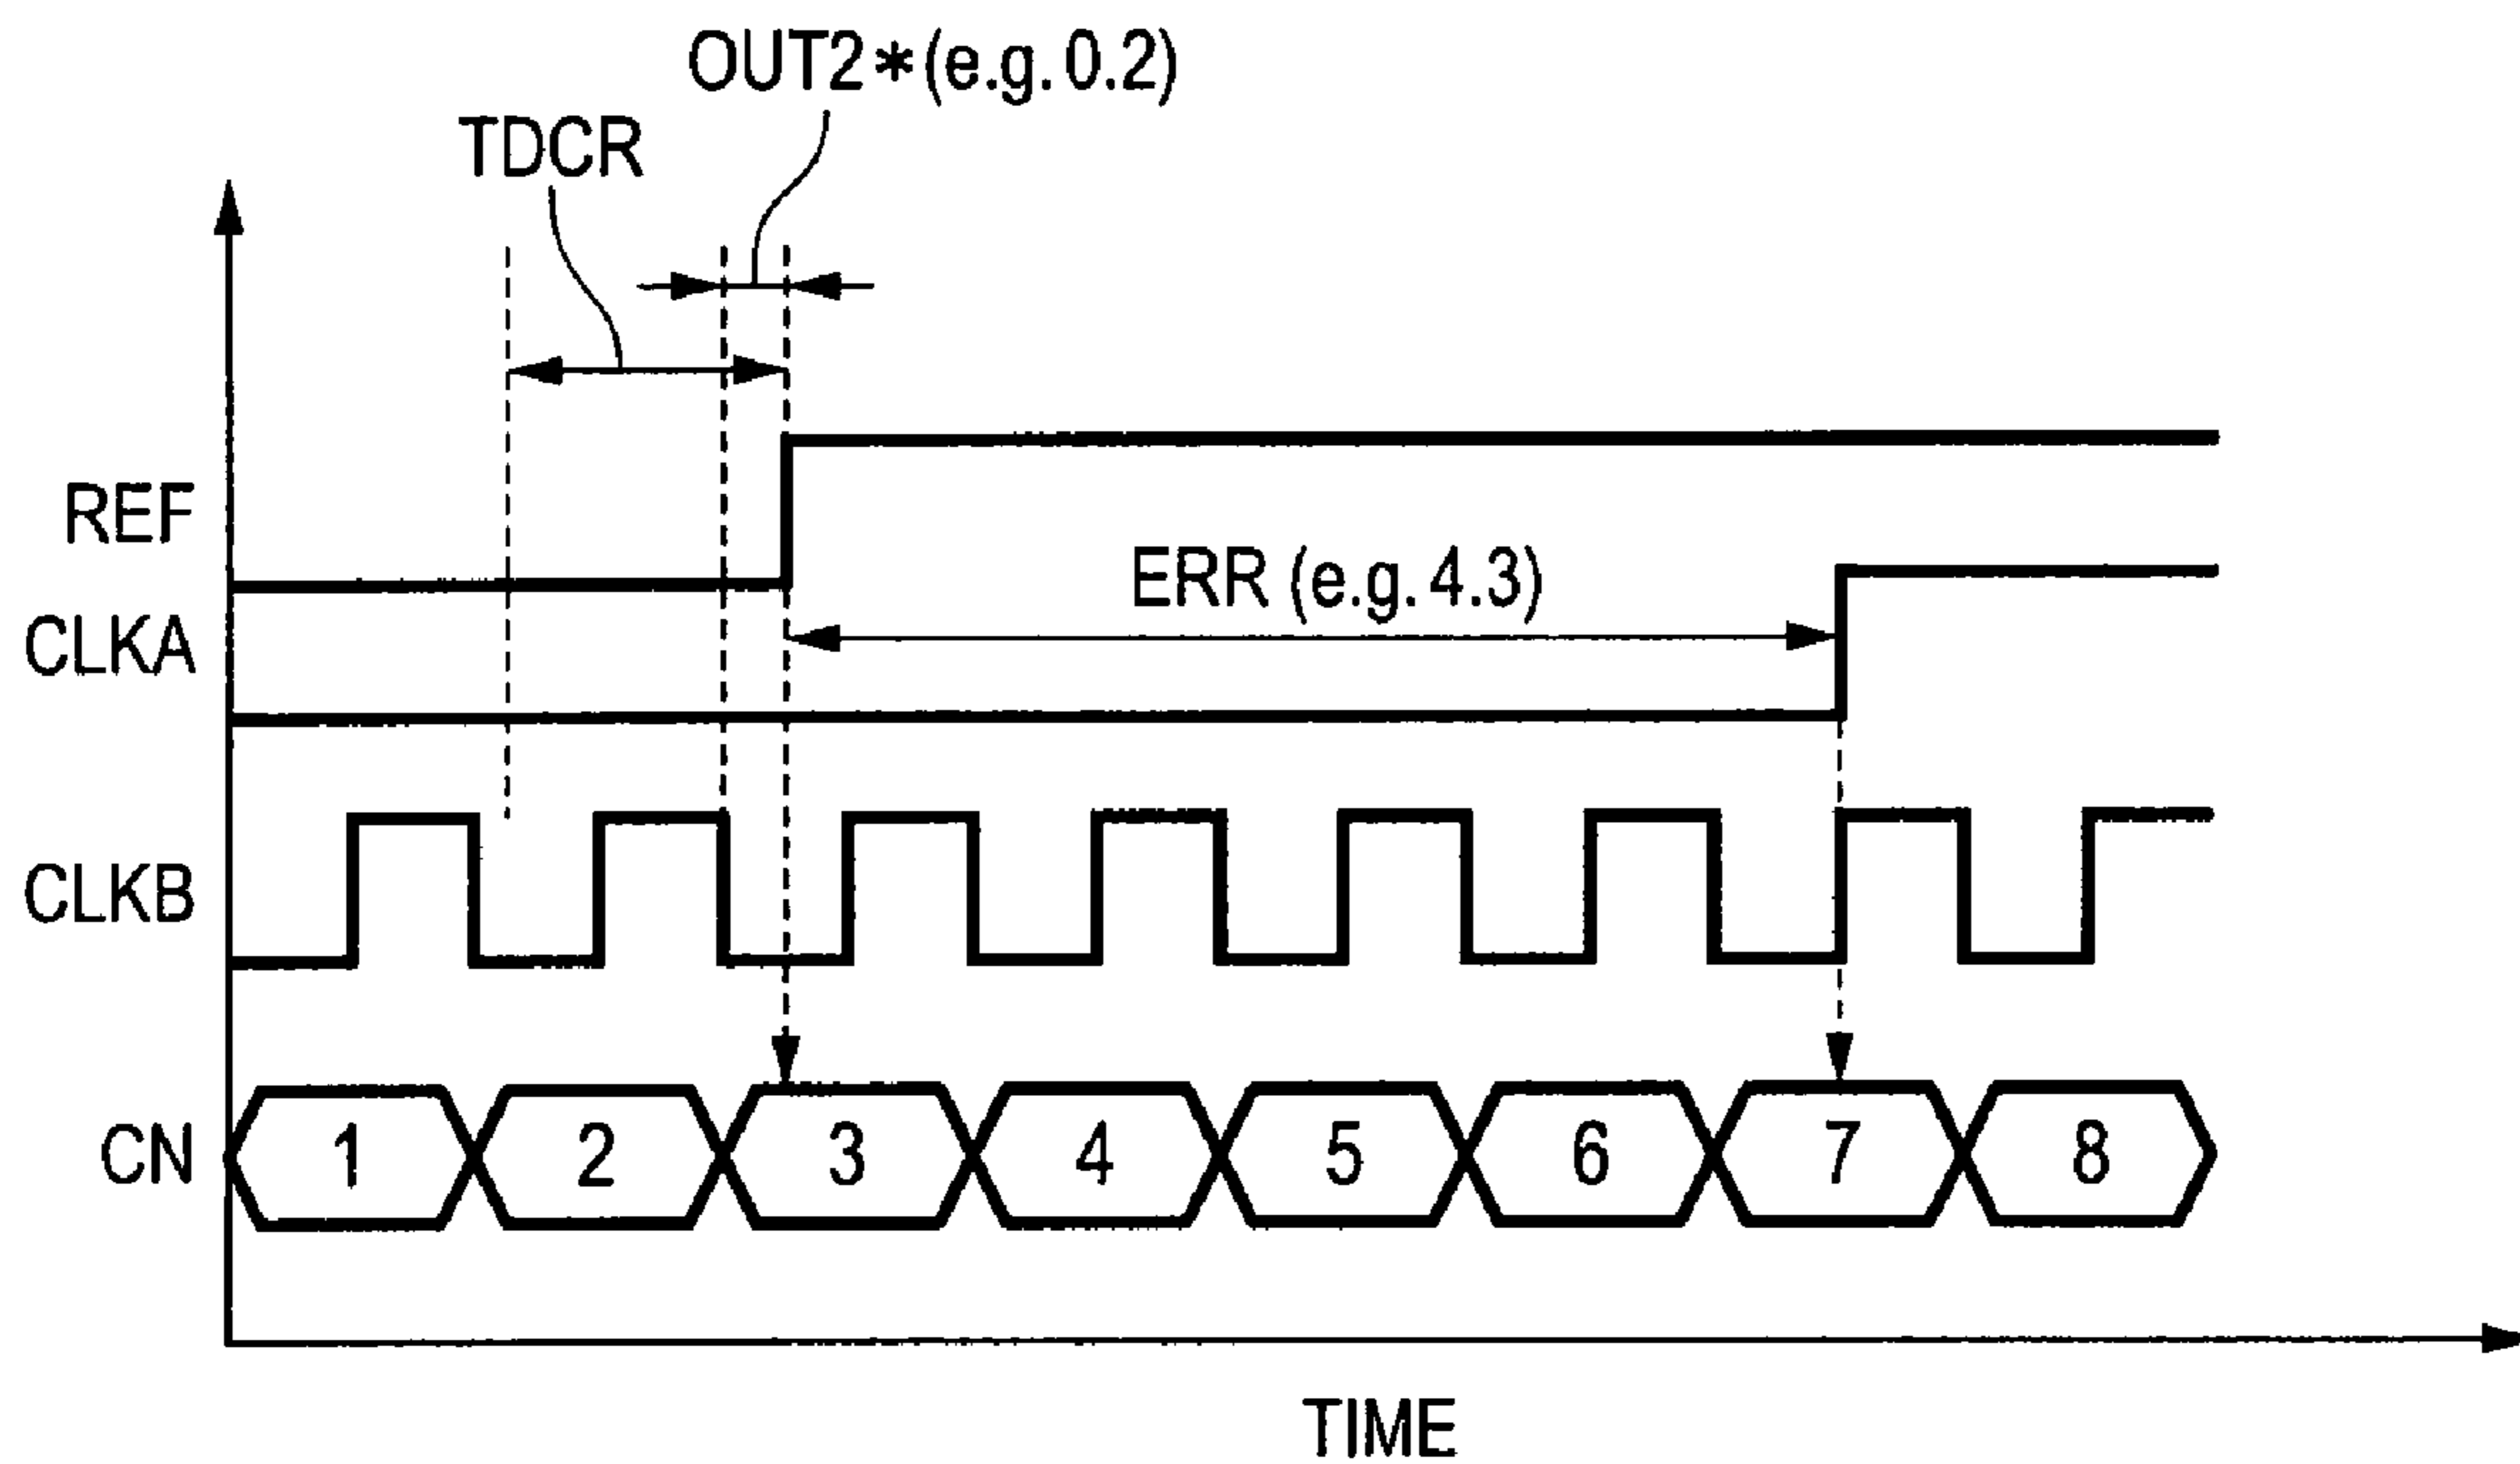 OUT2*(e.g. 0.2)
TDCR
REF
ERR (e.g. 4.3)
CLKA
CLKB
CN 1 2 3 4 5 6 7 8
TIME